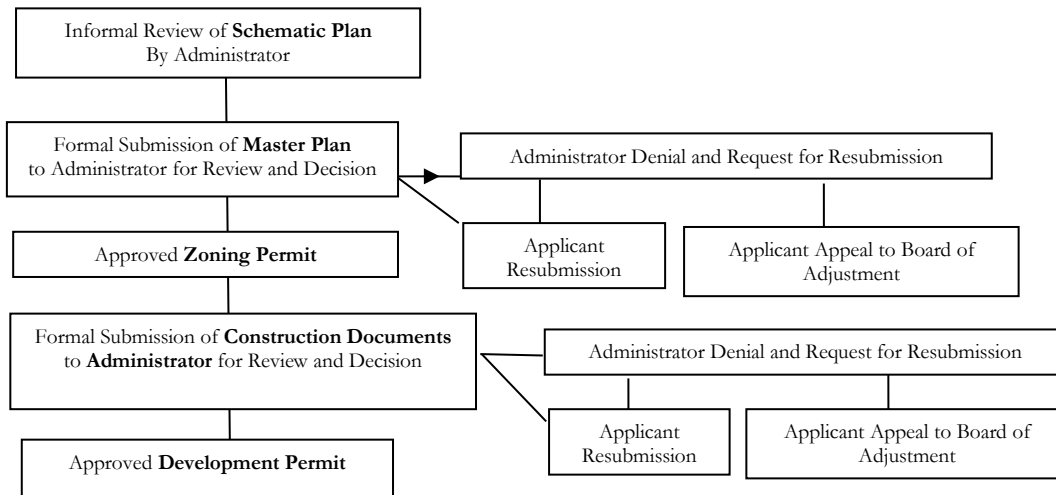 Informal Review of Schematic Plan
By Administrator
Formal Submission of Master Plan
to Administrator for Review and Decision
Administrator Denial and Request for Resubmission
Applicant
Resubmission
Applicant Appeal to Board of
Adjustment
Approved Zoning Permit
Formal Submission of Construction Documents
to Administrator for Review and Decision
Administrator Denial and Request for Resubmission
Applicant
Resubmission
Applicant Appeal to Board of
Adjustment
Approved Development Permit